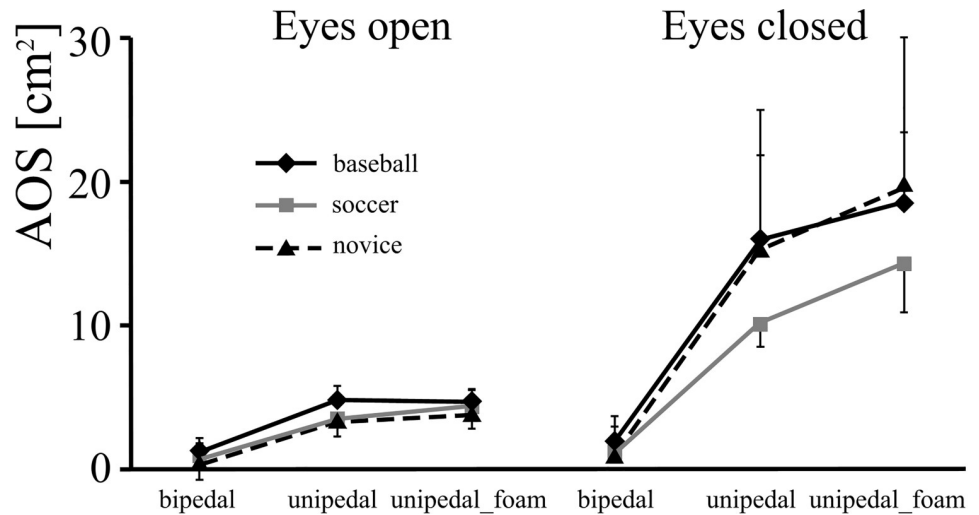 Eyes open Eyes closed
AOS [cm²]
30
20
10
0
baseball
soccer
novice
bipedal unipedal unipedal_foam bipedal unipedal unipedal_foam